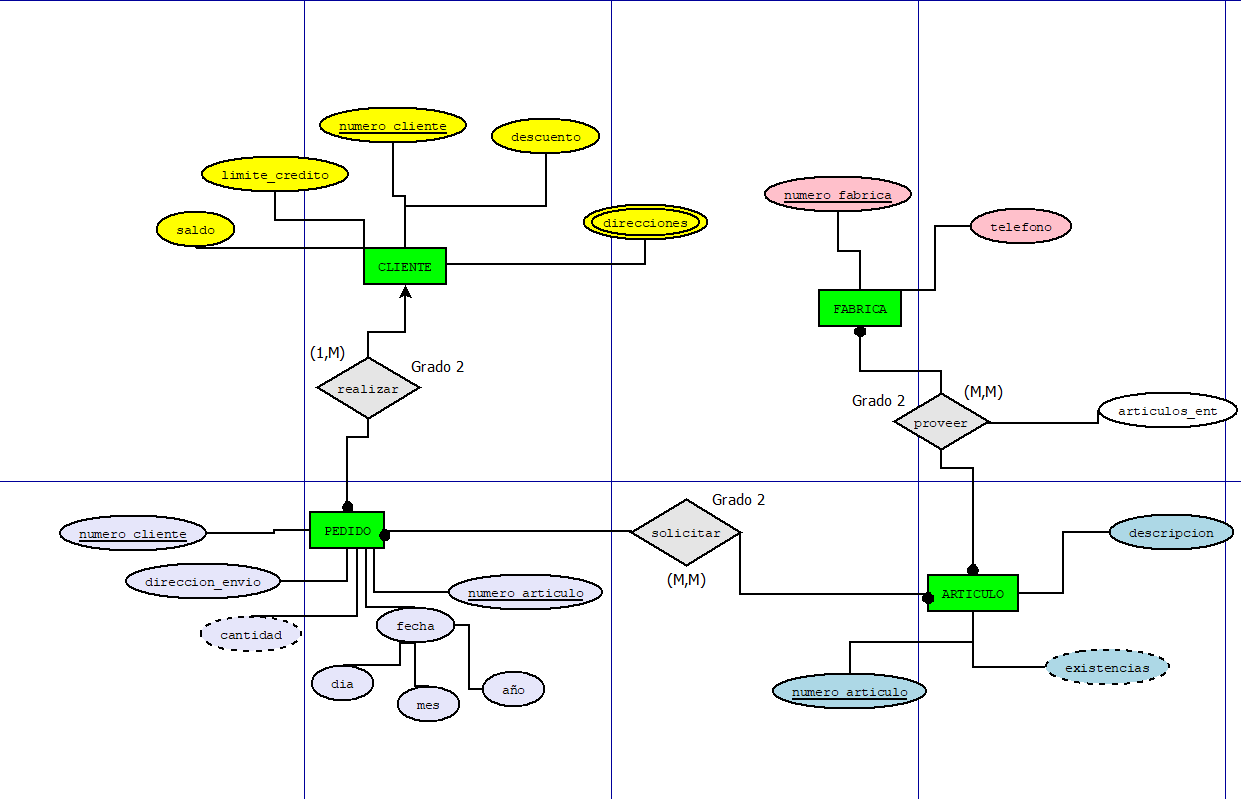 numero_cliente
descuento
limite_credito
direcciones
saldo
CLIENTE
numero_fabrica
telefono
FABRICA
(1,M)
Grado 2
realizar
Grado 2
(M,M)
proveer
articulos_ent
PEDIDO
numero_cliente
direccion_envio
cantidad
numero_articulo
fecha
dia
mes
año
Grado 2
solicitar
(M,M)
ARTICULO
descripcion
existencias
numero_articulo